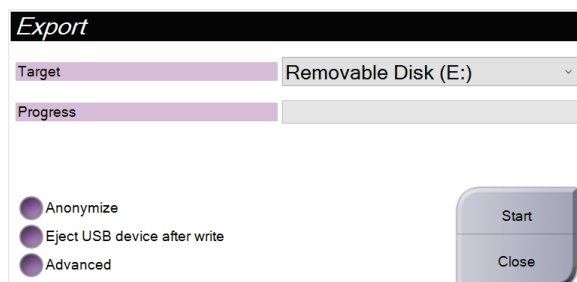 Export
Target
Removable Disk (E:)
Progress
Anonymize
Eject USB device after write
Advanced
Start
Close